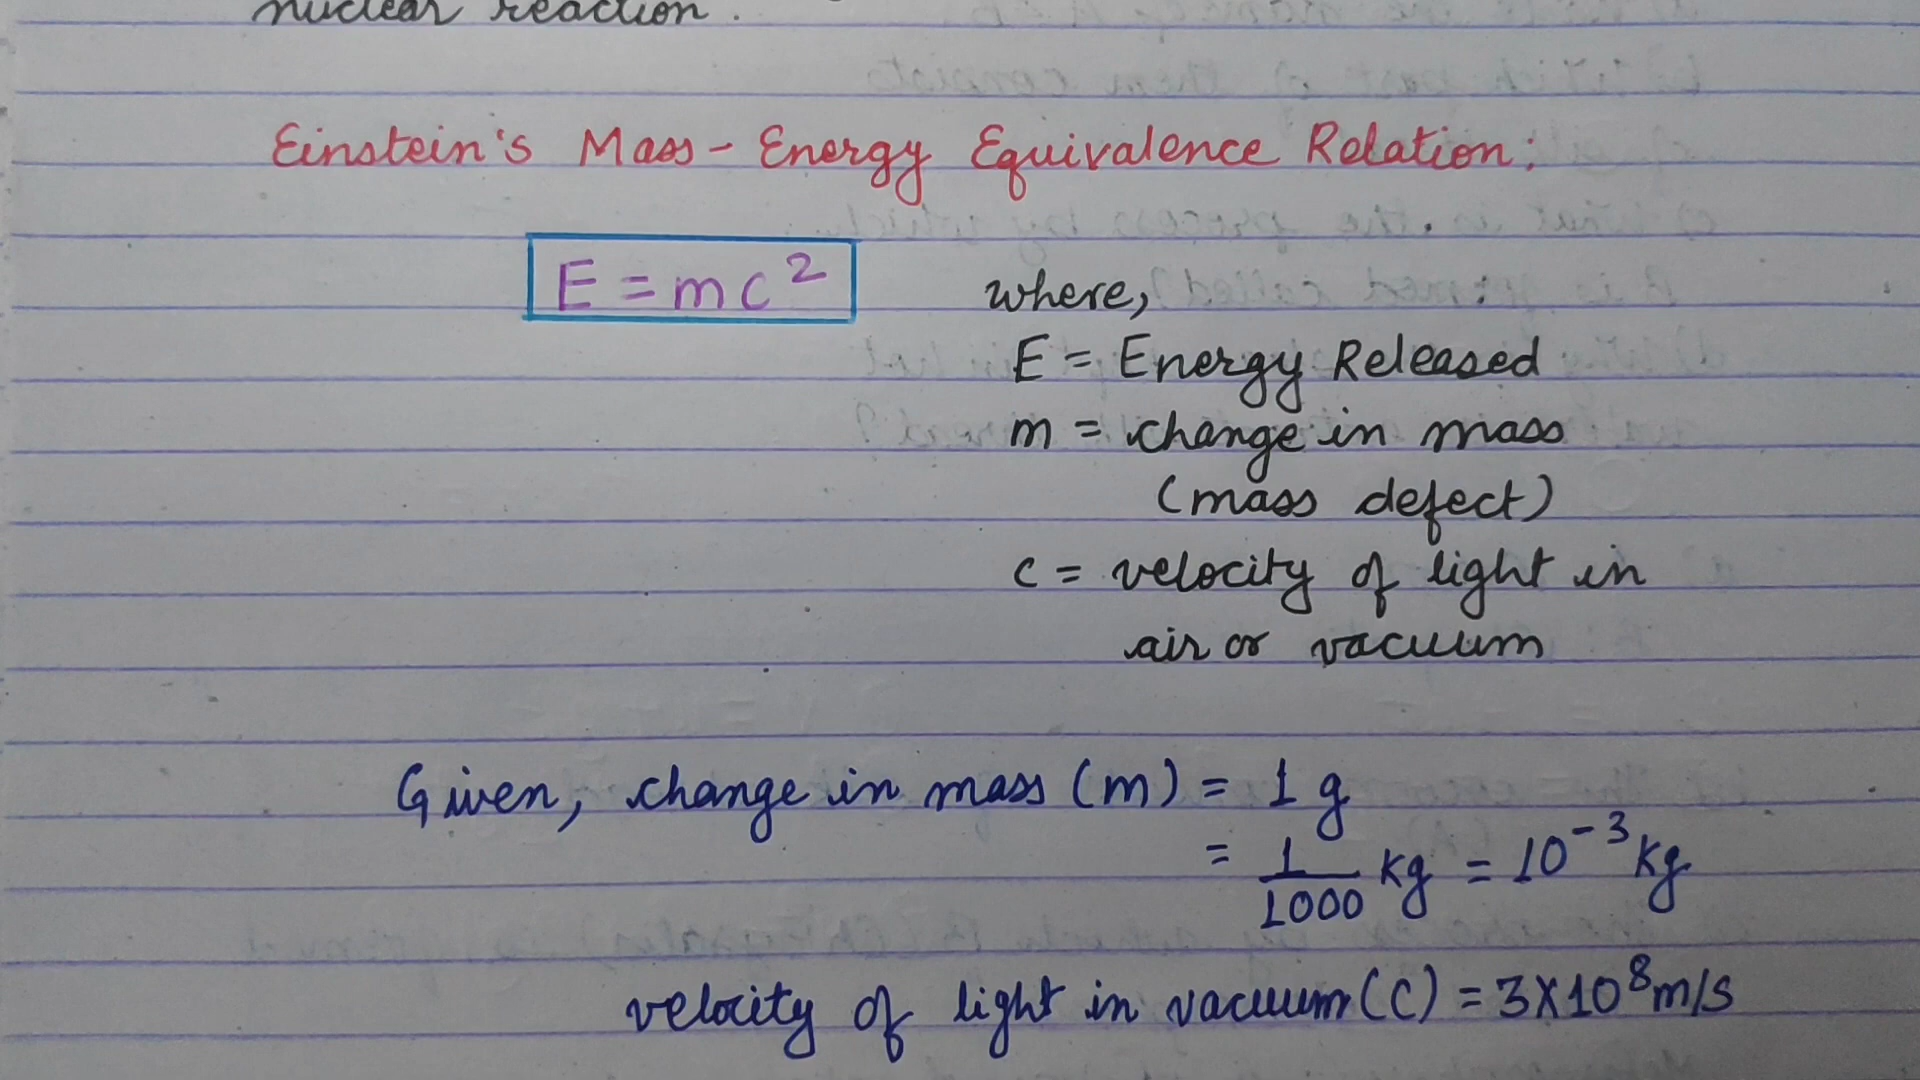 nuclear reaction.
Einstein's Mass-Energy Equivalence Relation:
E = mc² where,
E = Energy Released
m = change in mass
(mass defect)
c = velocity of light in
air or vacuum
Given, change in mass (m) = 1 g
= 1/1000 kg = 10⁻³ kg
velocity of light in vacuum (C) = 3X10⁸ m/s